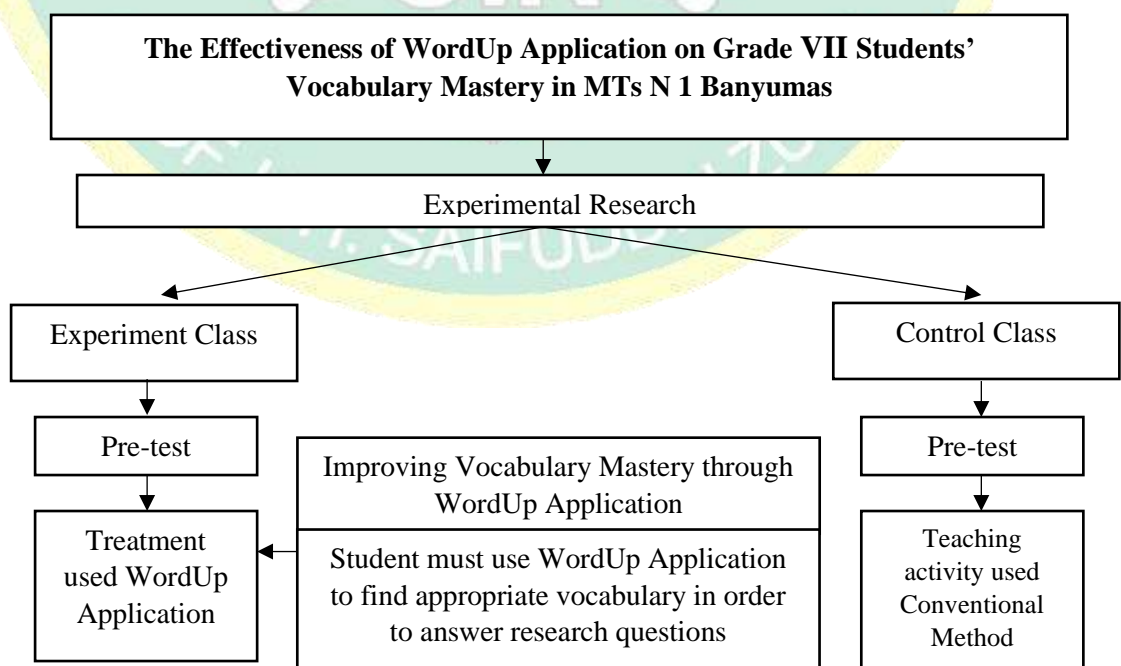 The Effectiveness of WordUp Application on Grade VII Students'
Vocabulary Mastery in MTs N 1 Banyumas
Experimental Research
SAIFUDD
Experiment Class
Control Class
Pre-test
Pre-test
Improving Vocabulary Mastery through
WordUp Application
Treatment
used WordUp
Application
Student must use WordUp Application
to find appropriate vocabulary in order
to answer research questions
Teaching
activity used
Conventional
Method